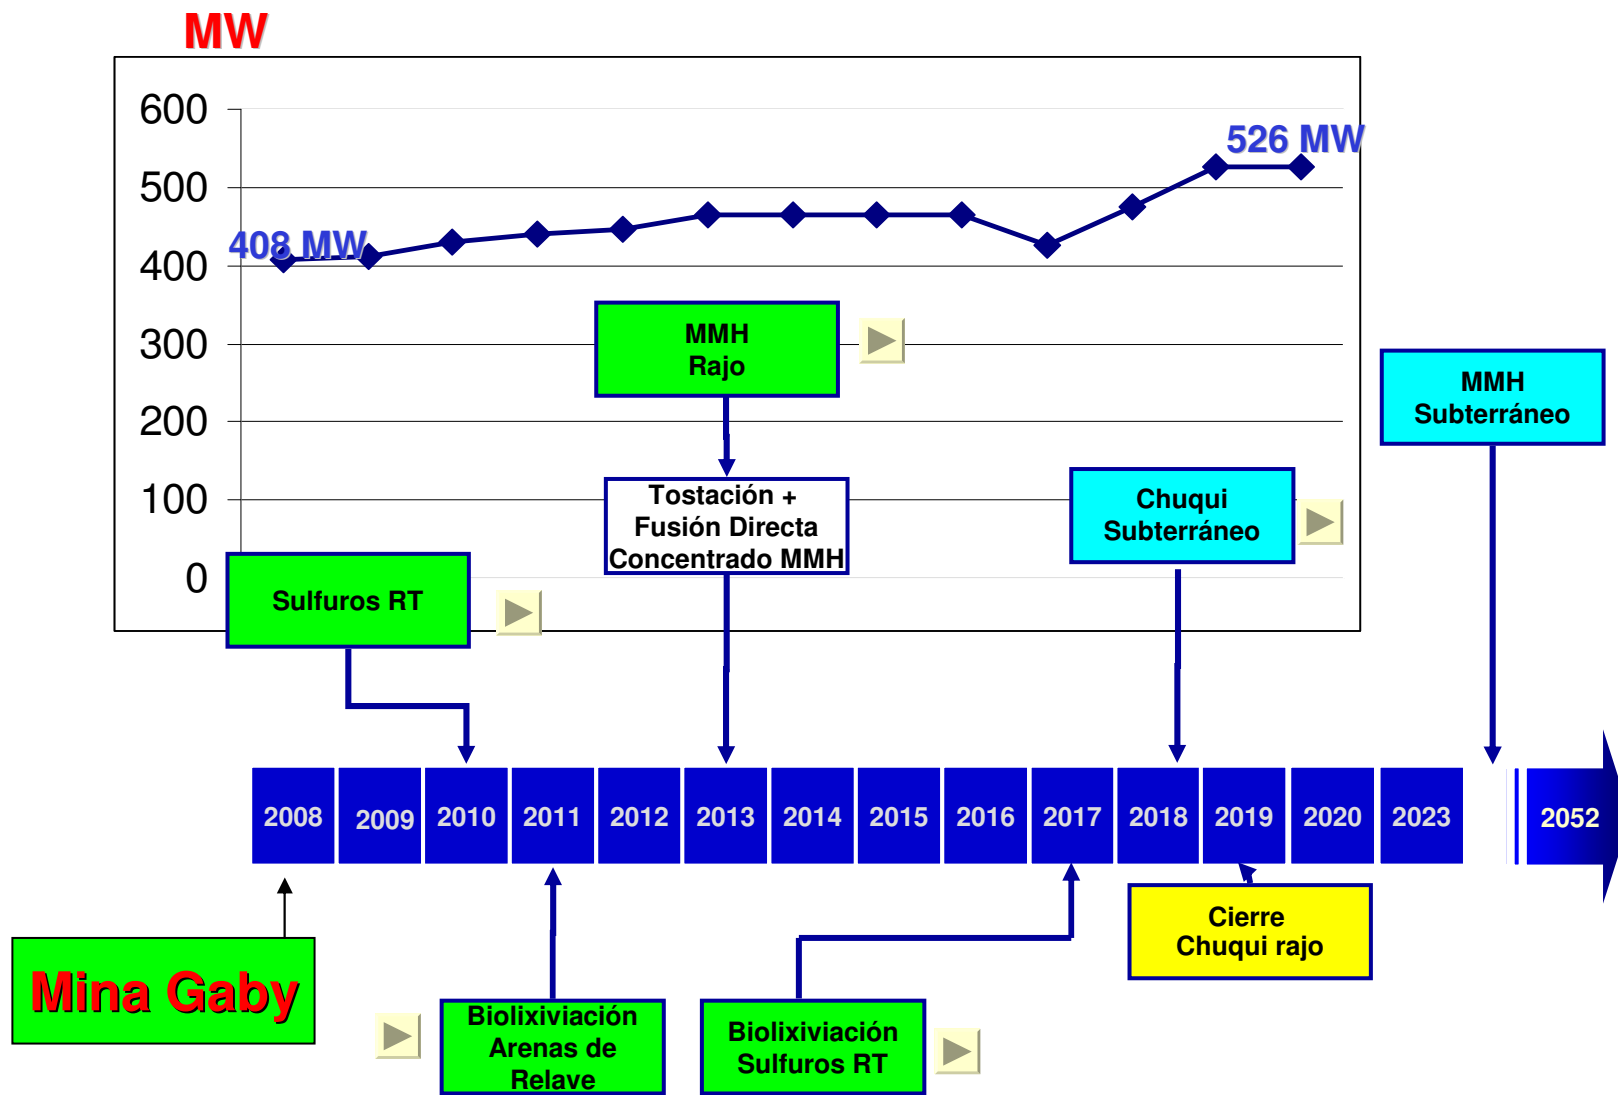 MW
600
500
400
300
200
100
0
408 MW
526 MW
MMH
Rajo
MMH
Subterráneo
Tostación +
Fusión Directa
Concentrado MMH
Chuqui
Subterráneo
Sulfuros RT
2008
2009
2010
2011
2012
2013
2014
2015
2016
2017
2018
2019
2020
2023
2052
Cierre
Chuqui rajo
Mina Gaby
Biolixiviación
Arenas de
Relave
Biolixiviación
Sulfuros RT